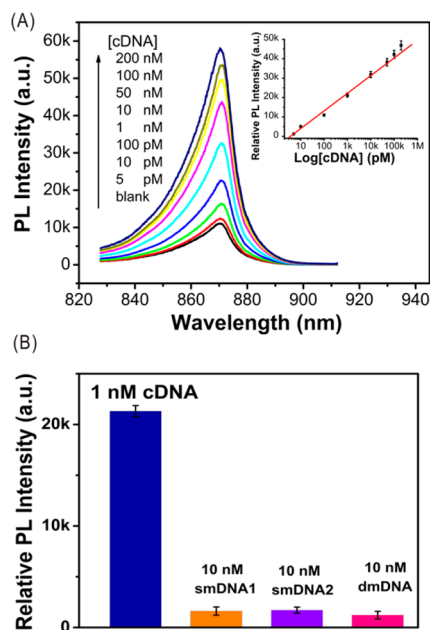 (A)
60k
50k
40k
30k
20k
10k
0
PL Intensity (a.u.)
[cDNA]
200 nM
100 nM
50 nM
10 nM
1 nM
100 pM
10 pM
5 pM
blank
820 840 860 880 900 920 940
Wavelength (nm)
Relative PL Intensity (a.u.)
50k
40k
30k
20k
10k
0
10 100 1k 10k 100k 1M
Log[cDNA] (pM)
(B)
Relative PL Intensity (a.u.)
20k
10k
0
1 nM cDNA
10 nM
smDNA1
10 nM
smDNA2
10 nM
dmDNA